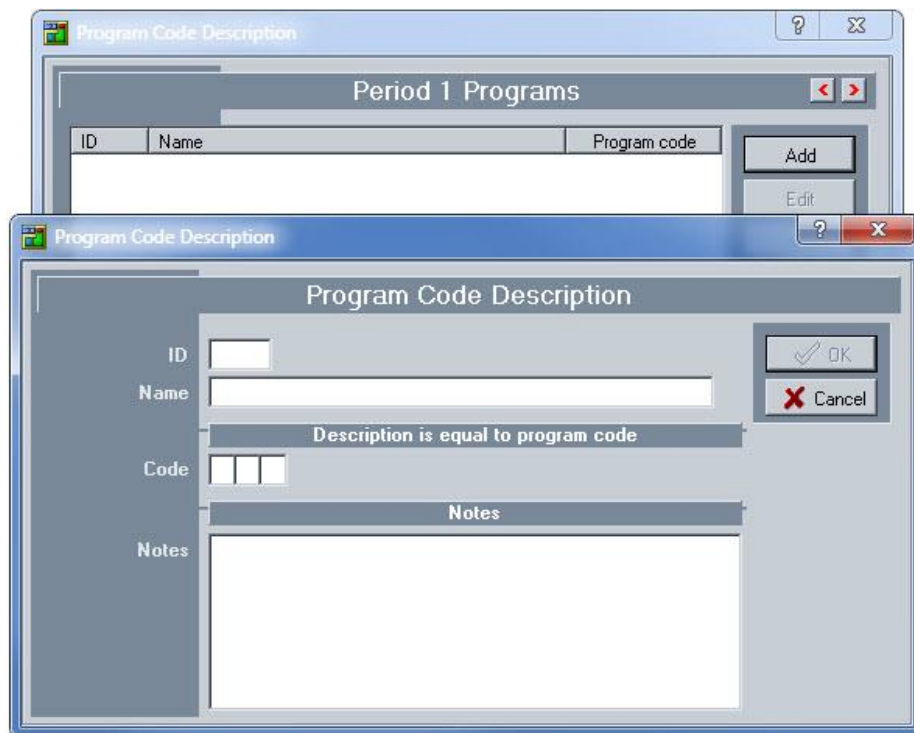 Program Code Description
Period 1 Programs
ID Name Program code
Add
Edit
Program Code Description
Program Code Description
ID
OK
Name
Cancel
Description is equal to program code
Code
Notes
Notes